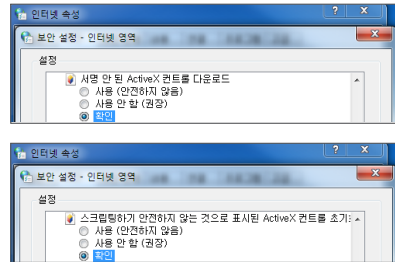 인터넷 속성
보안 설정 - 인터넷 영역
설정
서명 안 된 ActiveX 컨트롤 다운로드
사용 (안전하지 않음)
사용 안 함 (권장)
확인
인터넷 속성
보안 설정 - 인터넷 영역
설정
스크립팅하기 안전하지 않는 것으로 표시된 ActiveX 컨트롤 초기
사용 (안전하지 않음)
사용 안 함 (권장)
확인